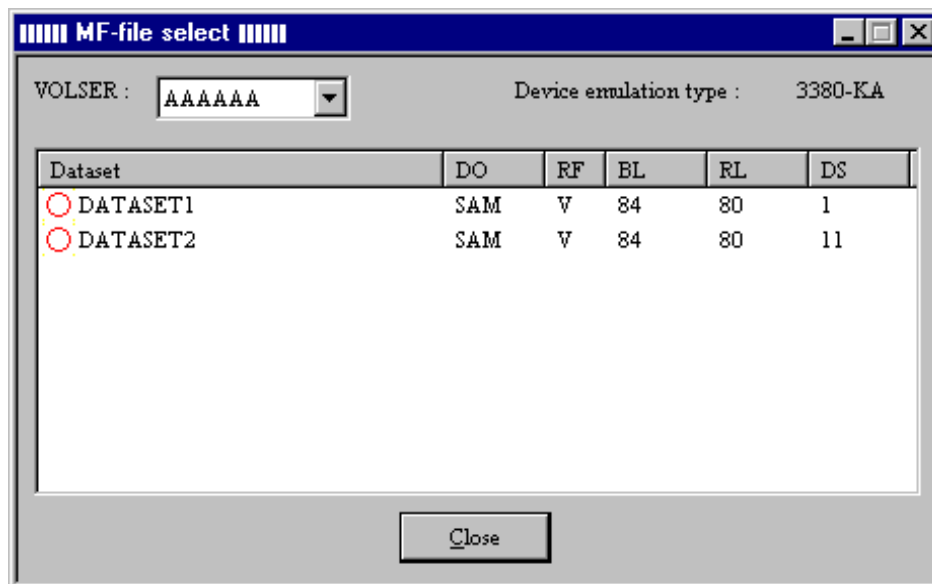 MF-file select
VOLSER : AAAAAA Device emulation type : 3380-KA
Dataset DO RF BL RL DS
DATASET1 SAM V 84 80 1
DATASET2 SAM V 84 80 11
Close